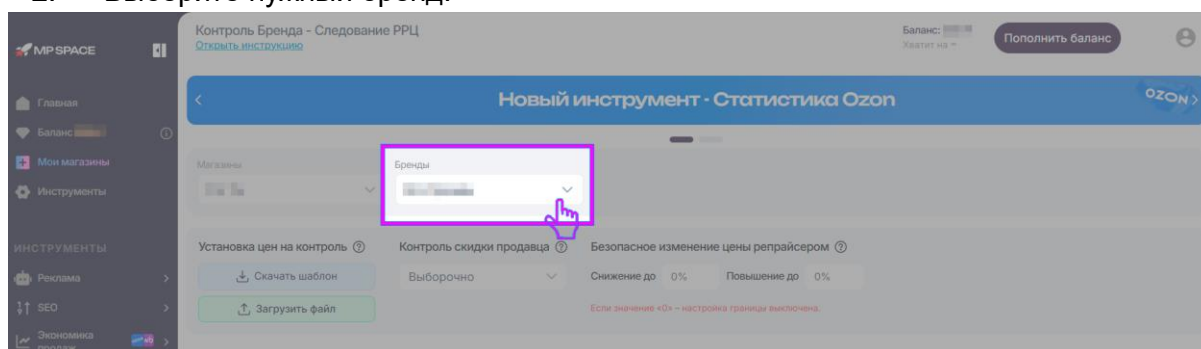 2. Выберите нужный бренд:
MPSPACE
Контроль Бренда - Следование РРЦ
Открыть инструкцию
Баланс:
Хватит на
Пополнить баланс
Главная
Баланс
Мои магазины
Инструменты
Новый инструмент · Статистика Ozon
OZON
Магазины
Бренды
ИНСТРУМЕНТЫ
Реклама
SEO
Экономика
продаж
Установка цен на контроль
Скачать шаблон
Загрузить файл
Контроль скидки продавца
Выборочно
Безопасное изменение цены репрайсером
Снижение до 0% Повышение до 0%
Если значение «0» – настройка границы выключена.